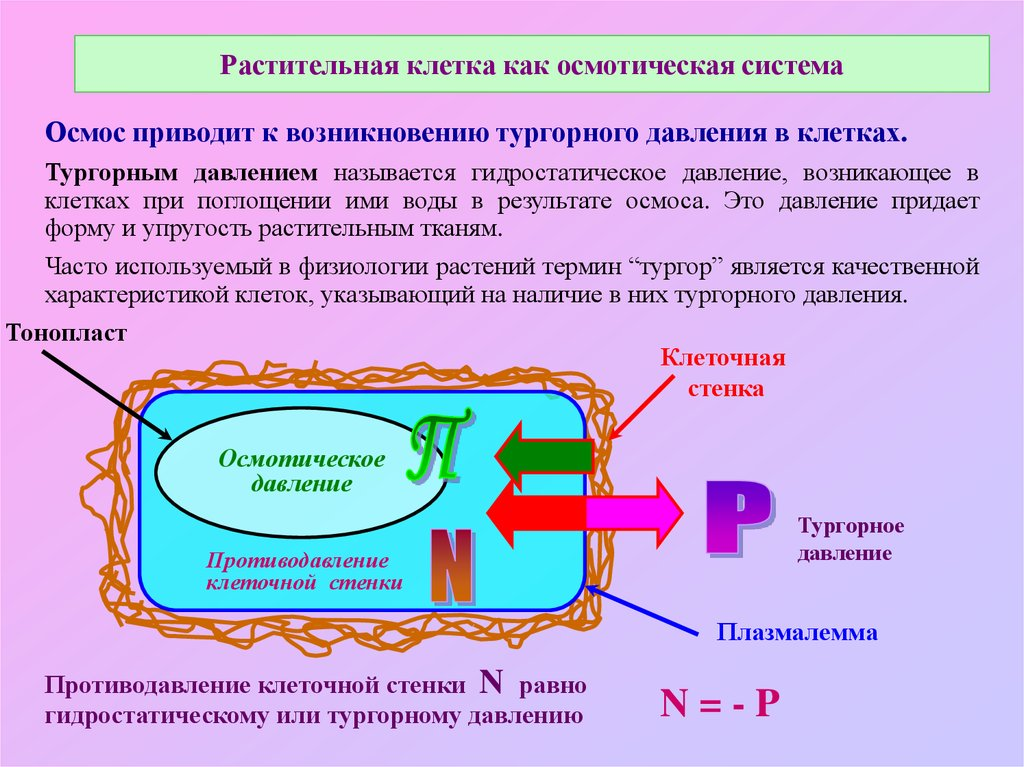 Растительная клетка как осмотическая система
Осмос приводит к возникновению тургорного давления в клетках.
Тургорным давлением называется гидростатическое давление, возникающее в
клетках при поглощении ими воды в результате осмоса. Это давление придает
форму и упругость растительным тканям.
Часто используемый в физиологии растений термин “тургор” является качественной
характеристикой клеток, указывающий на наличие в них тургорного давления.
Тонопласт
Клеточная
стенка
Осмотическое
давление
π
P
Тургорное
давление
Противодавление
клеточной стенки
N
Плазмалемма
Противодавление клеточной стенки N равно
гидростатическому или тургорному давлению
N = - P